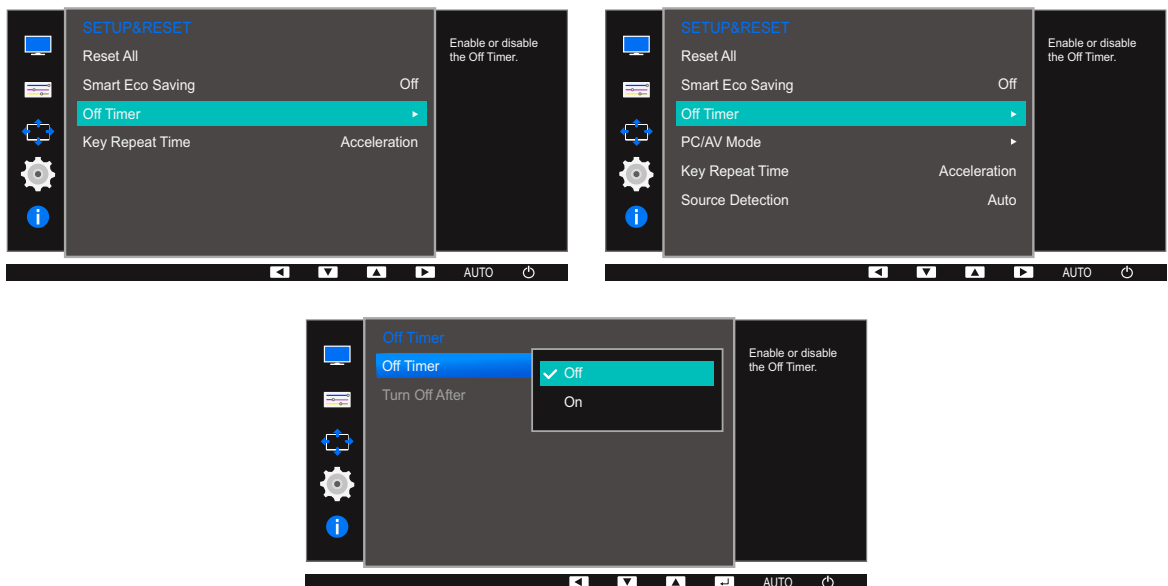 SETUP&RESET
Reset All
Smart Eco Saving Off
Off Timer
Key Repeat Time Acceleration
Enable or disable
the Off Timer.
AUTO
SETUP&RESET
Reset All
Smart Eco Saving Off
Off Timer
PC/AV Mode
Key Repeat Time Acceleration
Source Detection Auto
Enable or disable
the Off Timer.
AUTO
Off Timer
Off Timer Off
Turn Off After On
Enable or disable
the Off Timer.
AUTO